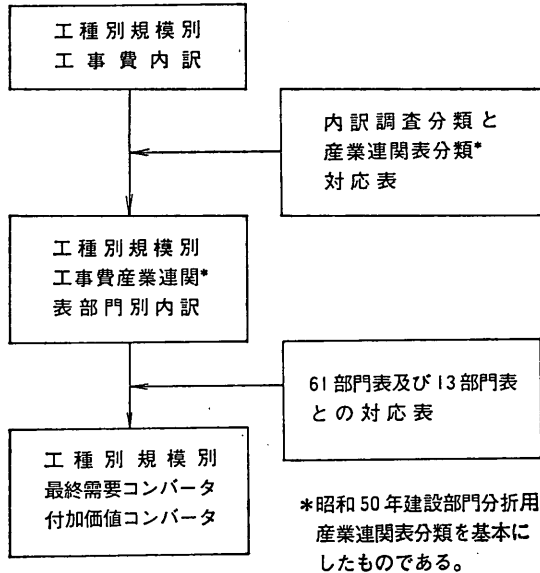 工種別規模別
工事費内訳
内訳調査分類と
産業連関表分類*
対応表
工種別規模別
工事費産業連関*
表部門別内訳
61部門表及び13部門表
との対応表
工種別規模別
最終需要コンバータ
付加価値コンバータ
*昭和50年建設部門分折用
産業連関表分類を基本に
したものである。